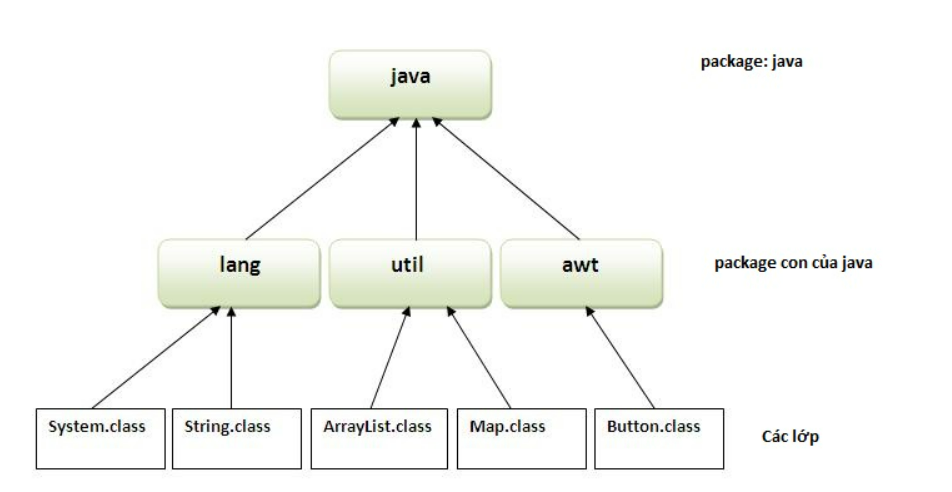 java
package: java
lang
util
awt
package con của java
System.class
String.class
ArrayList.class
Map.class
Button.class
Các lớp